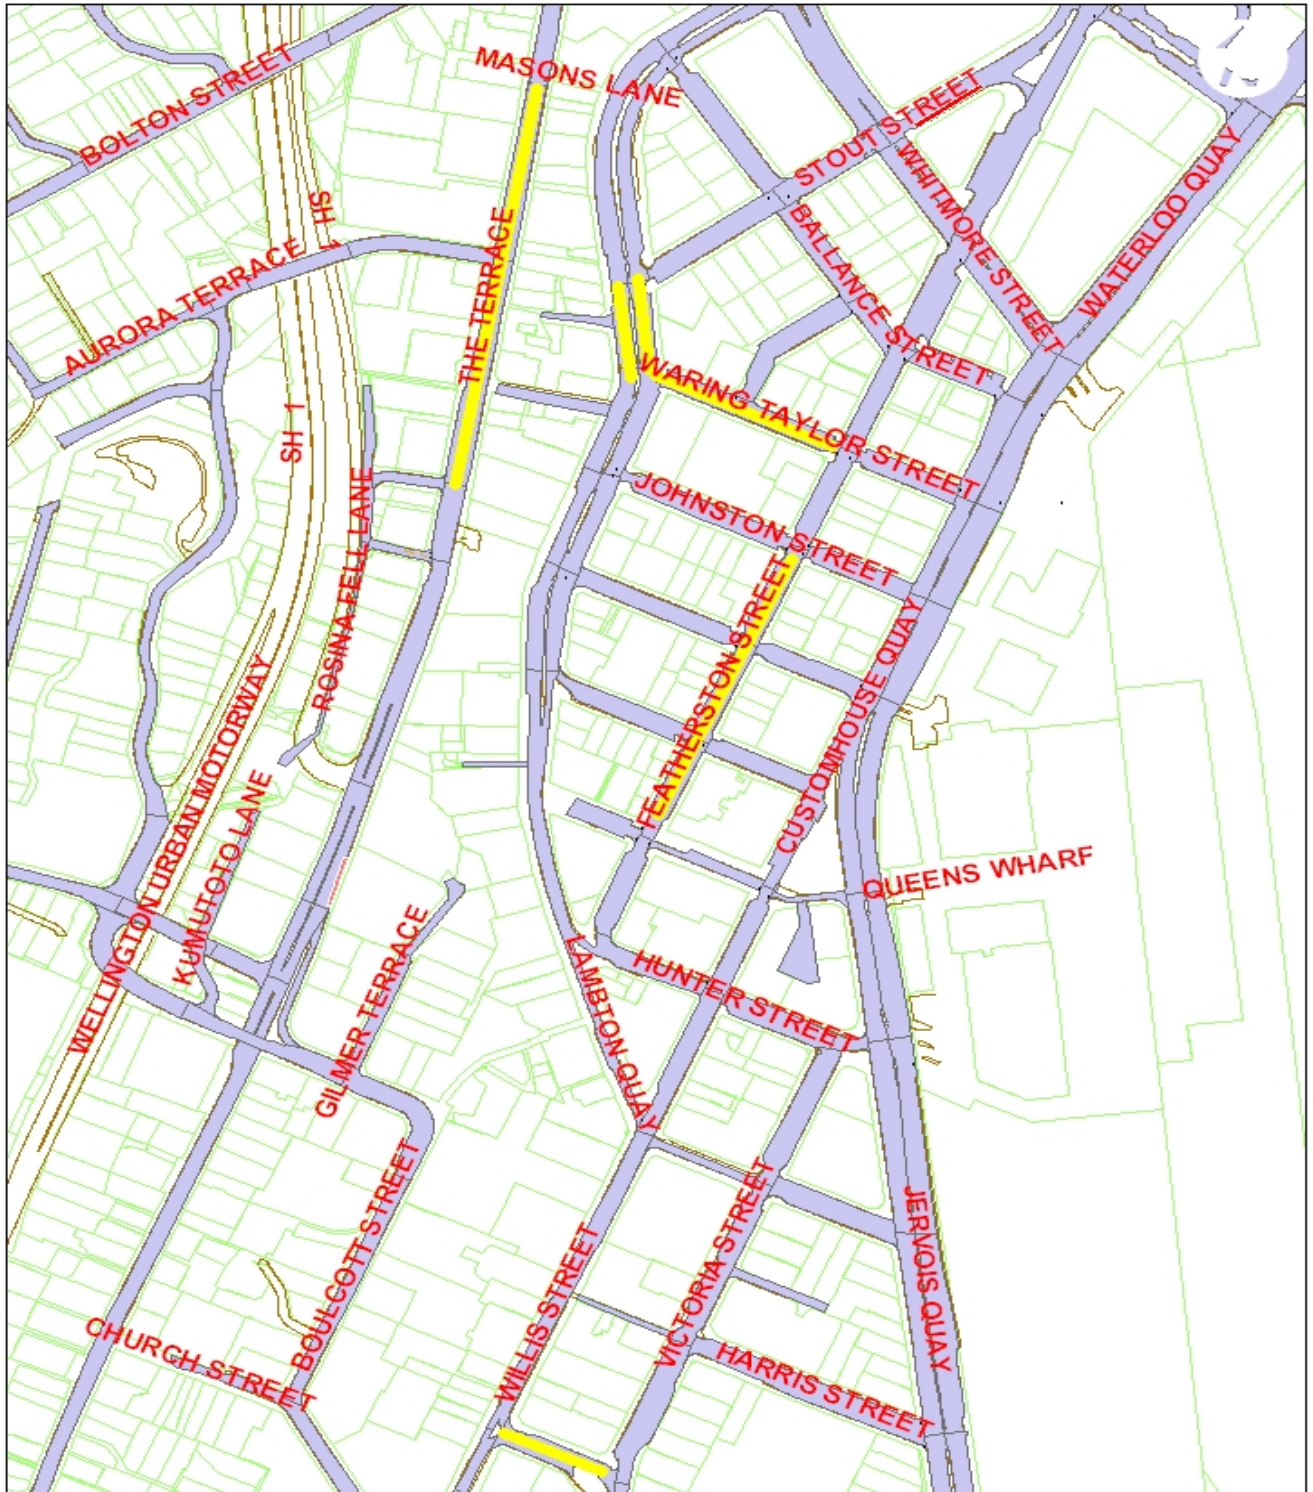 MASONS LANE
BOLTON STREET
STOUT STREET
WHITMORE STREET
WATERLOO QUAY
SH 1
AURORA TERRACE
THE TERRACE
BALLANCE STREET
WARING TAYLOR STREET
SH 1
JOHNSTON STREET
ROSINA FELL LANE
FEATHERSTON STREET
CUSTOMHOUSE QUAY
WELLINGTON URBAN MOTORWAY
KUMUTOTO LANE
QUEENS WHARF
GILMER TERRACE
LAMBTON QUAY
HUNTER STREET
BOULCOTT STREET
WILLIS STREET
VICTORIA STREET
JERVOIS QUAY
CHURCH STREET
HARRIS STREET